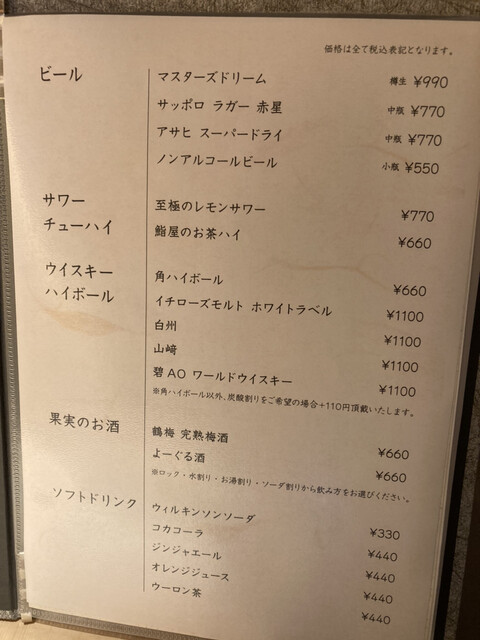 価格は全て税込表記となります。
ビール
マスターズドリーム 樽生 ¥990
サッポロ ラガー 赤星 中瓶 ¥770
アサヒ スーパードライ 中瓶 ¥770
ノンアルコールビール 小瓶 ¥550
サワー
チューハイ
至極のレモンサワー ¥770
鮨屋のお茶ハイ ¥660
ウイスキー
ハイボール
角ハイボール ¥660
イチローズモルト ホワイトラベル ¥1100
白州 ¥1100
山﨑 ¥1100
碧AO ワールドウイスキー ¥1100
※角ハイボール以外、炭酸割りをご希望の場合+110円頂戴いたします。
果実のお酒
鶴梅 完熟梅酒 ¥660
よーぐる酒 ¥660
※ロック・水割り・お湯割り・ソーダ割りから飲み方をお選びください。
ソフトドリンク
ウィルキンソンソーダ ¥330
コカコーラ ¥440
ジンジャエール ¥440
オレンジジュース ¥440
ウーロン茶 ¥440